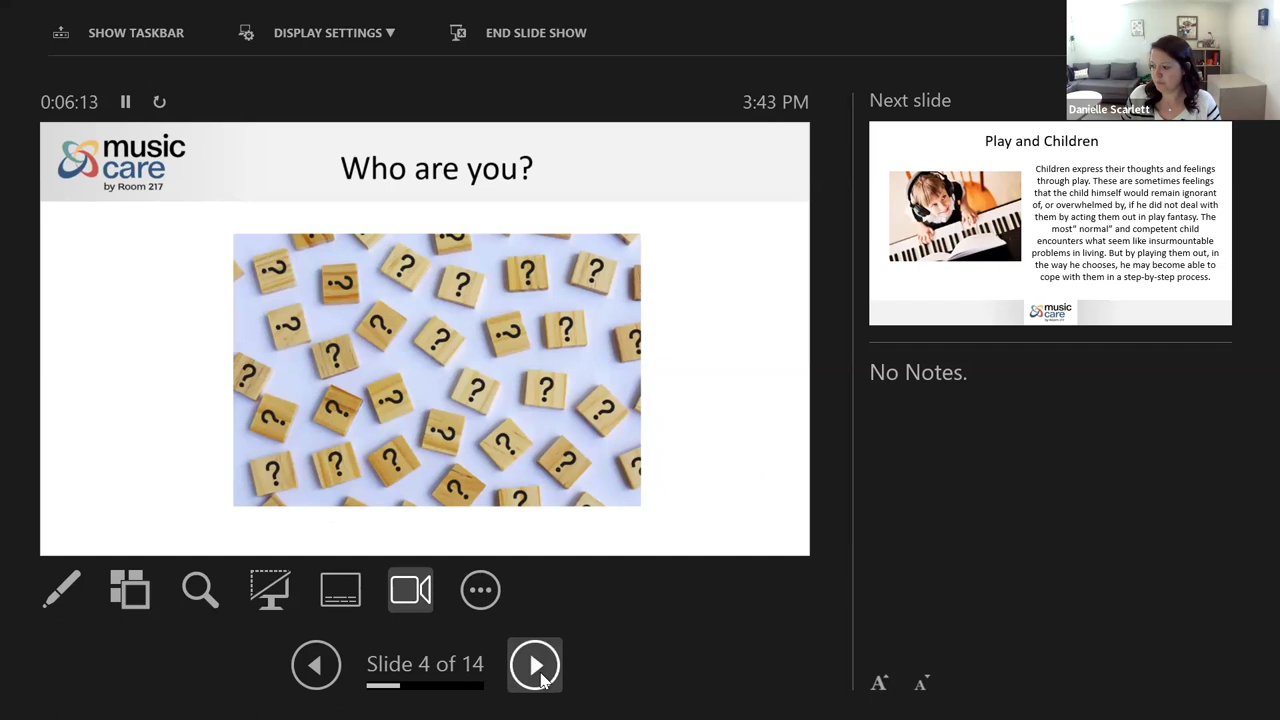 SHOW TASKBAR
DISPLAY SETTINGS ▼
END SLIDE SHOW
Danielle Scarlett
0:06:13
3:43 PM
music
care
by Room 217
Who are you?
? ? ? ? ? ? ? ? ? ? ? ? ? ? ? ? ? ? ? ? ? ? ? ? ? ? ? ? ? ?
Slide 4 of 14
Next slide
Play and Children
Children express their thoughts and feelings
through play. These are sometimes feelings
that the child himself would remain ignorant
of, or overwhelmed by, if he did not deal with
them by acting them out in play fantasy. The
most” normal” and competent child
encounters what seem like insurmountable
problems in living. But by playing them out, in
the way he chooses, he may become able to
cope with them in a step-by-step process.
music
care
by Room 217
No Notes.
A A